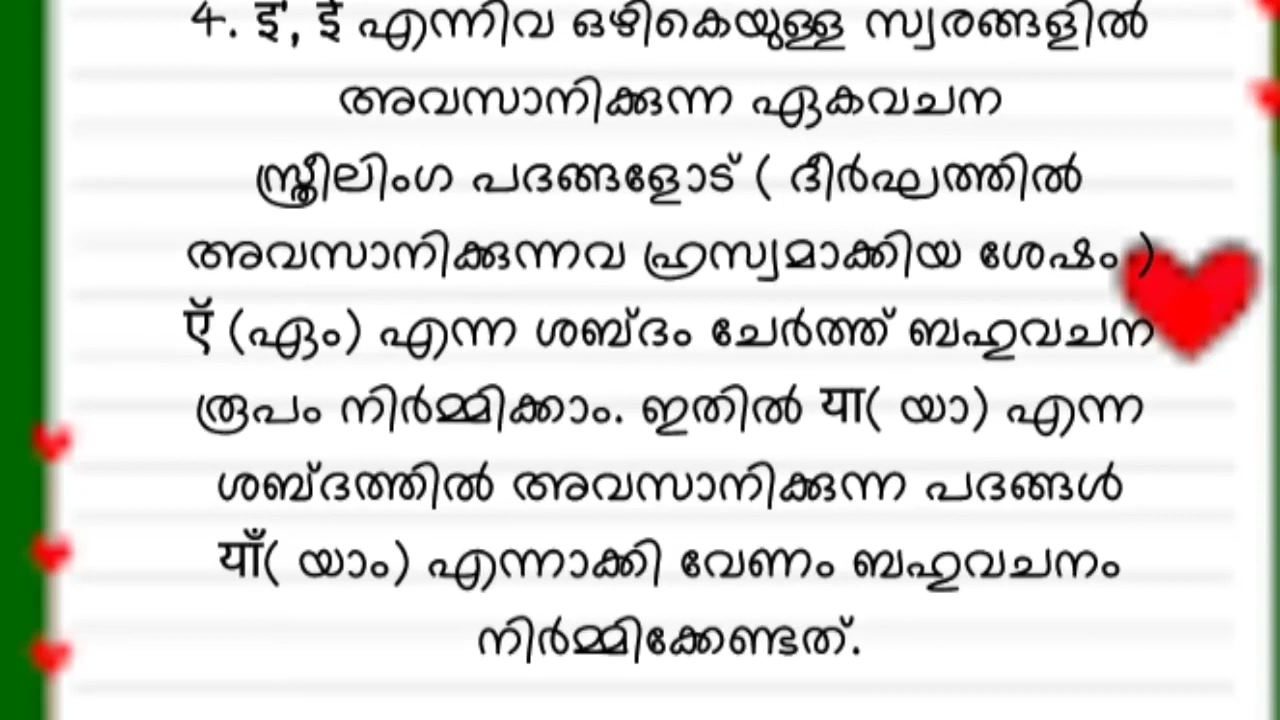 4. इ, ई എന്നിവ ഒഴികെയുള്ള സ്വരങ്ങളിൽ
അവസാനിക്കുന്ന ഏകവചന
സ്ത്രീലിംഗ പദങ്ങളോട് ( ദീർഘത്തിൽ
അവസാനിക്കുന്നവ ഹ്രസ്വമാക്കിയ ശേഷം )
एँ (ഏം) എന്ന ശബ്ദം ചേർത്ത് ബഹുവചന
രൂപം നിർമ്മിക്കാം. ഇതിൽ या( യാ) എന്ന
ശബ്ദത്തിൽ അവസാനിക്കുന്ന പദങ്ങൾ
याँ( യാം) എന്നാക്കി വേണം ബഹുവചനം
നിർമ്മിക്കേണ്ടത്.